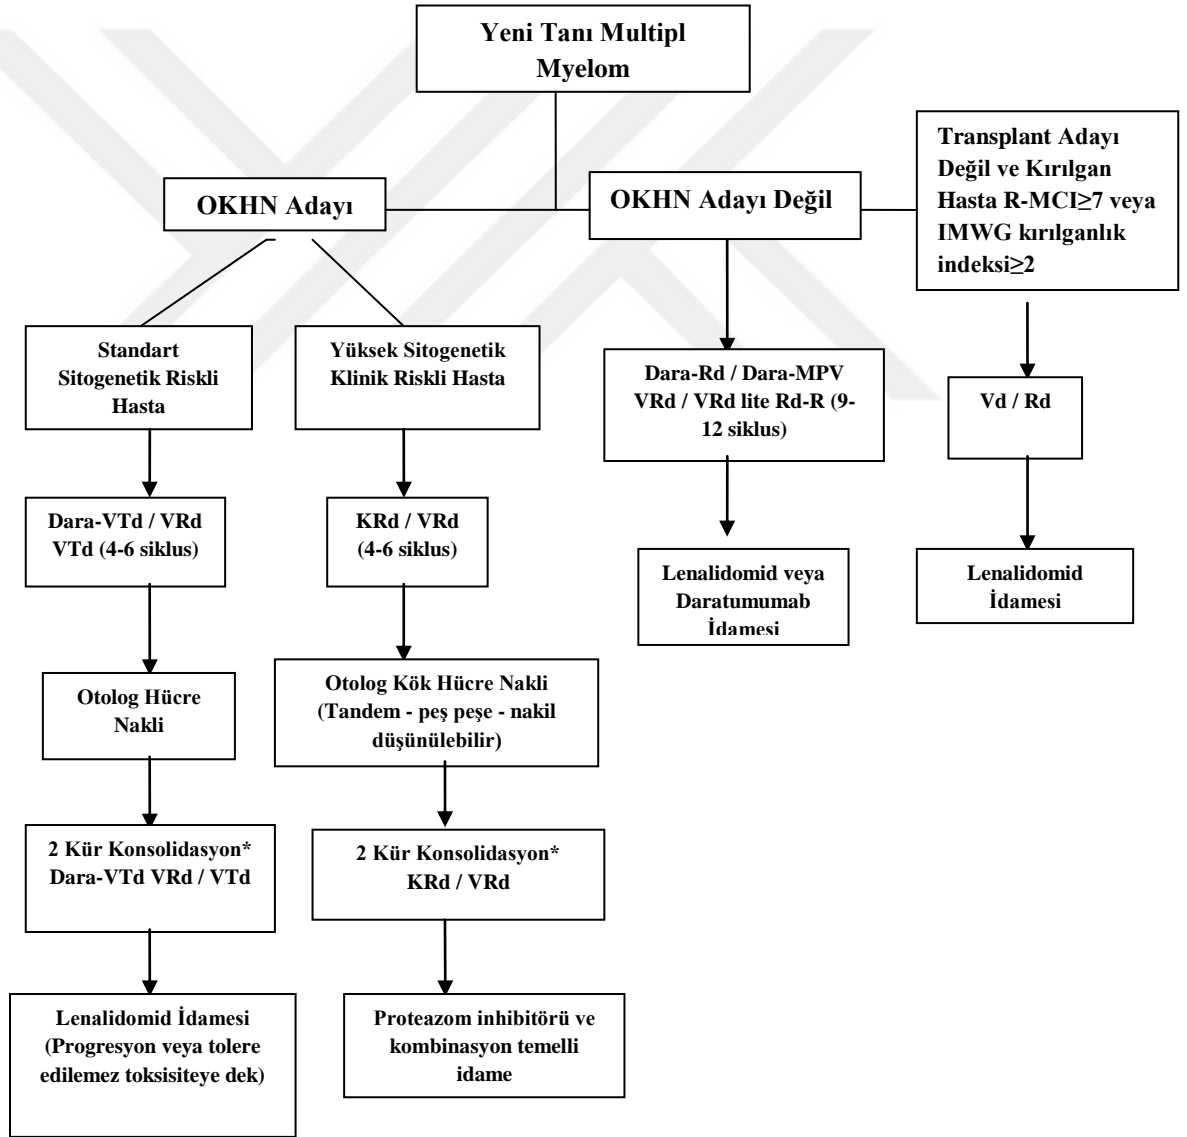 Yeni Tanı Multipl
Myelom
OKHN Adayı
OKHN Adayı Değil
Transplant Adayı
Değil ve Kırılgan
Hasta R-MCI≥7 veya
IMWG kırılganlık
indeksi≥2
Standart
Sitogenetik Riskli
Hasta
Yüksek Sitogenetik
Klinik Riskli Hasta
Dara-Rd / Dara-MPV
VRd / VRd lite Rd-R (9-
12 siklus)
Vd / Rd
Dara-VTd / VRd
VTd (4-6 siklus)
KRd / VRd
(4-6 siklus)
Lenalidomid veya
Daratumumab
İdamesi
Lenalidomid
İdamesi
Otolog Hücre
Nakli
Otolog Kök Hücre Nakli
(Tandem - peş peşe - nakil
düşünülebilir)
2 Kür Konsolidasyon*
Dara-VTd VRd / VTd
2 Kür Konsolidasyon*
KRd / VRd
Lenalidomid İdamesi
(Progresyon veya tolere
edilemez toksisiteye dek)
Proteazom inhibitörü ve
kombinasyon temelli
idame